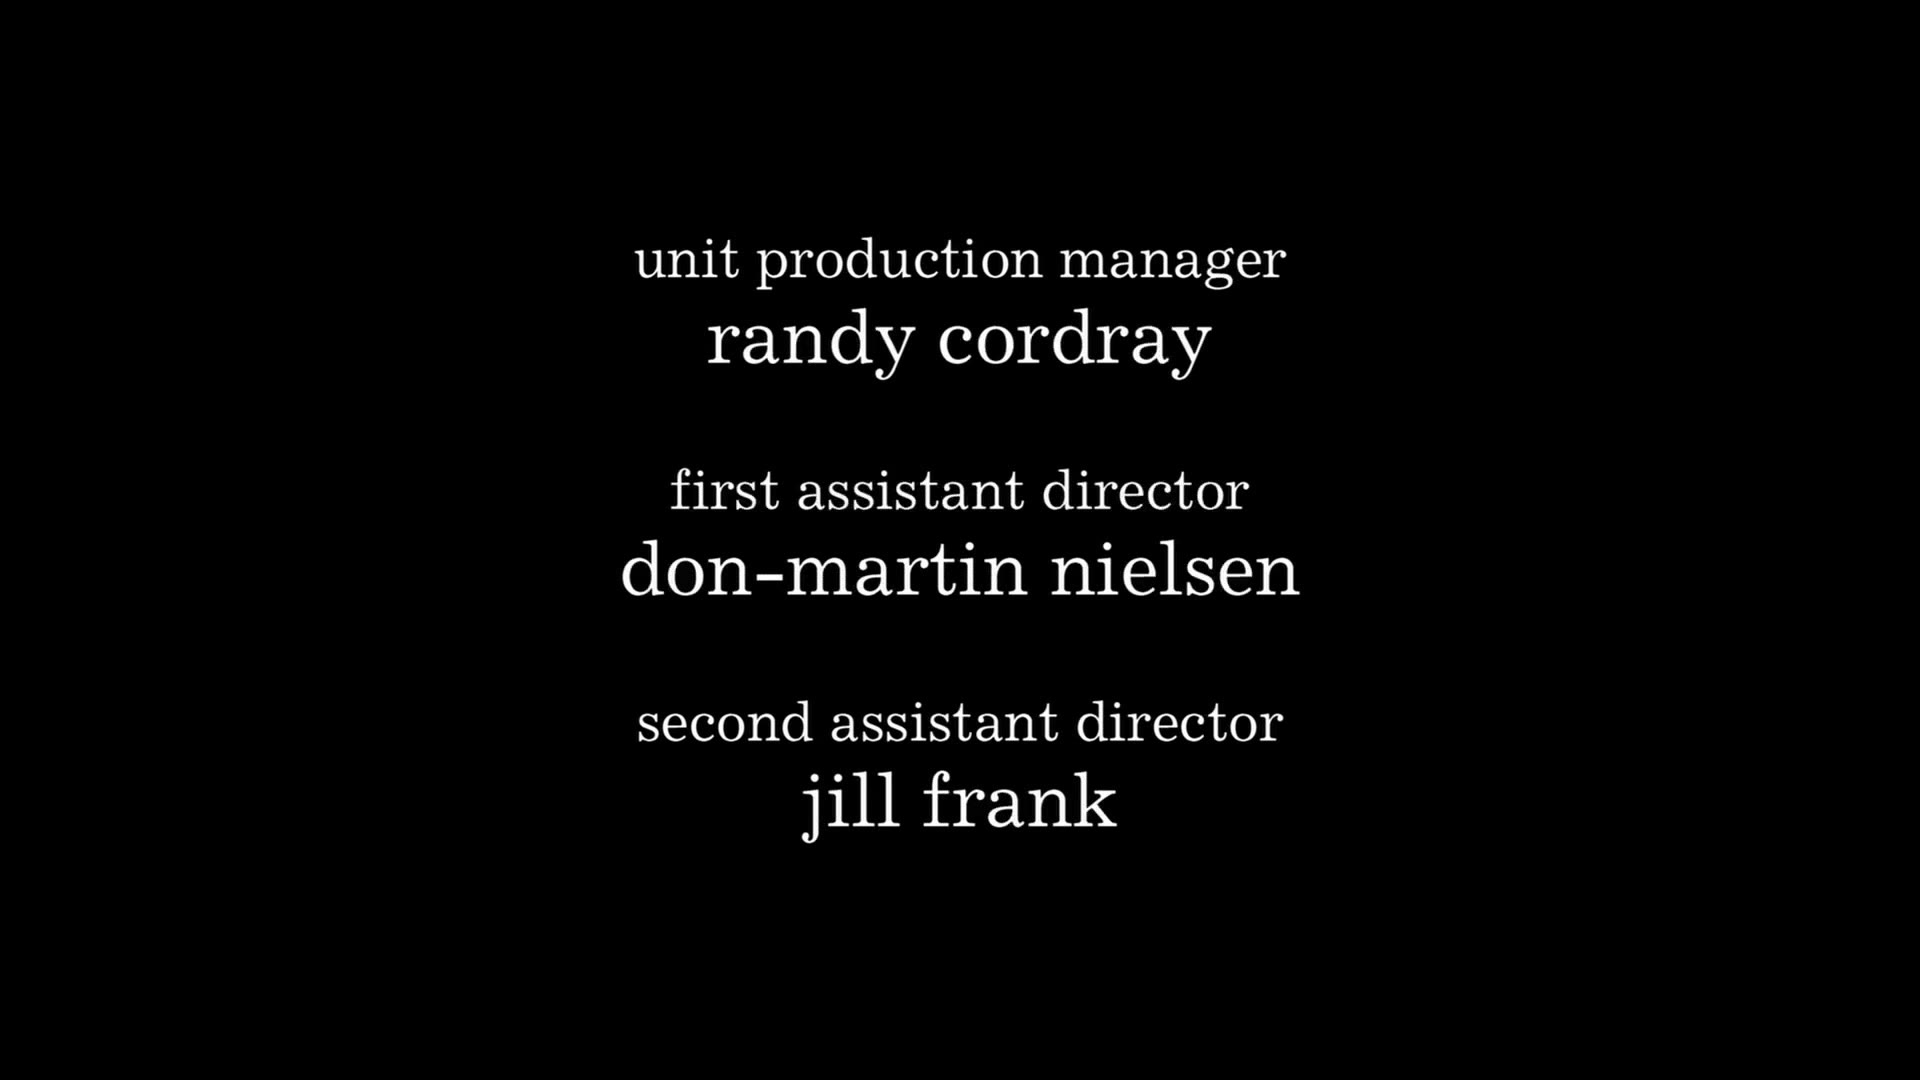 unit production manager
randy cordray
first assistant director
don-martin nielsen
second assistant director
jill frank